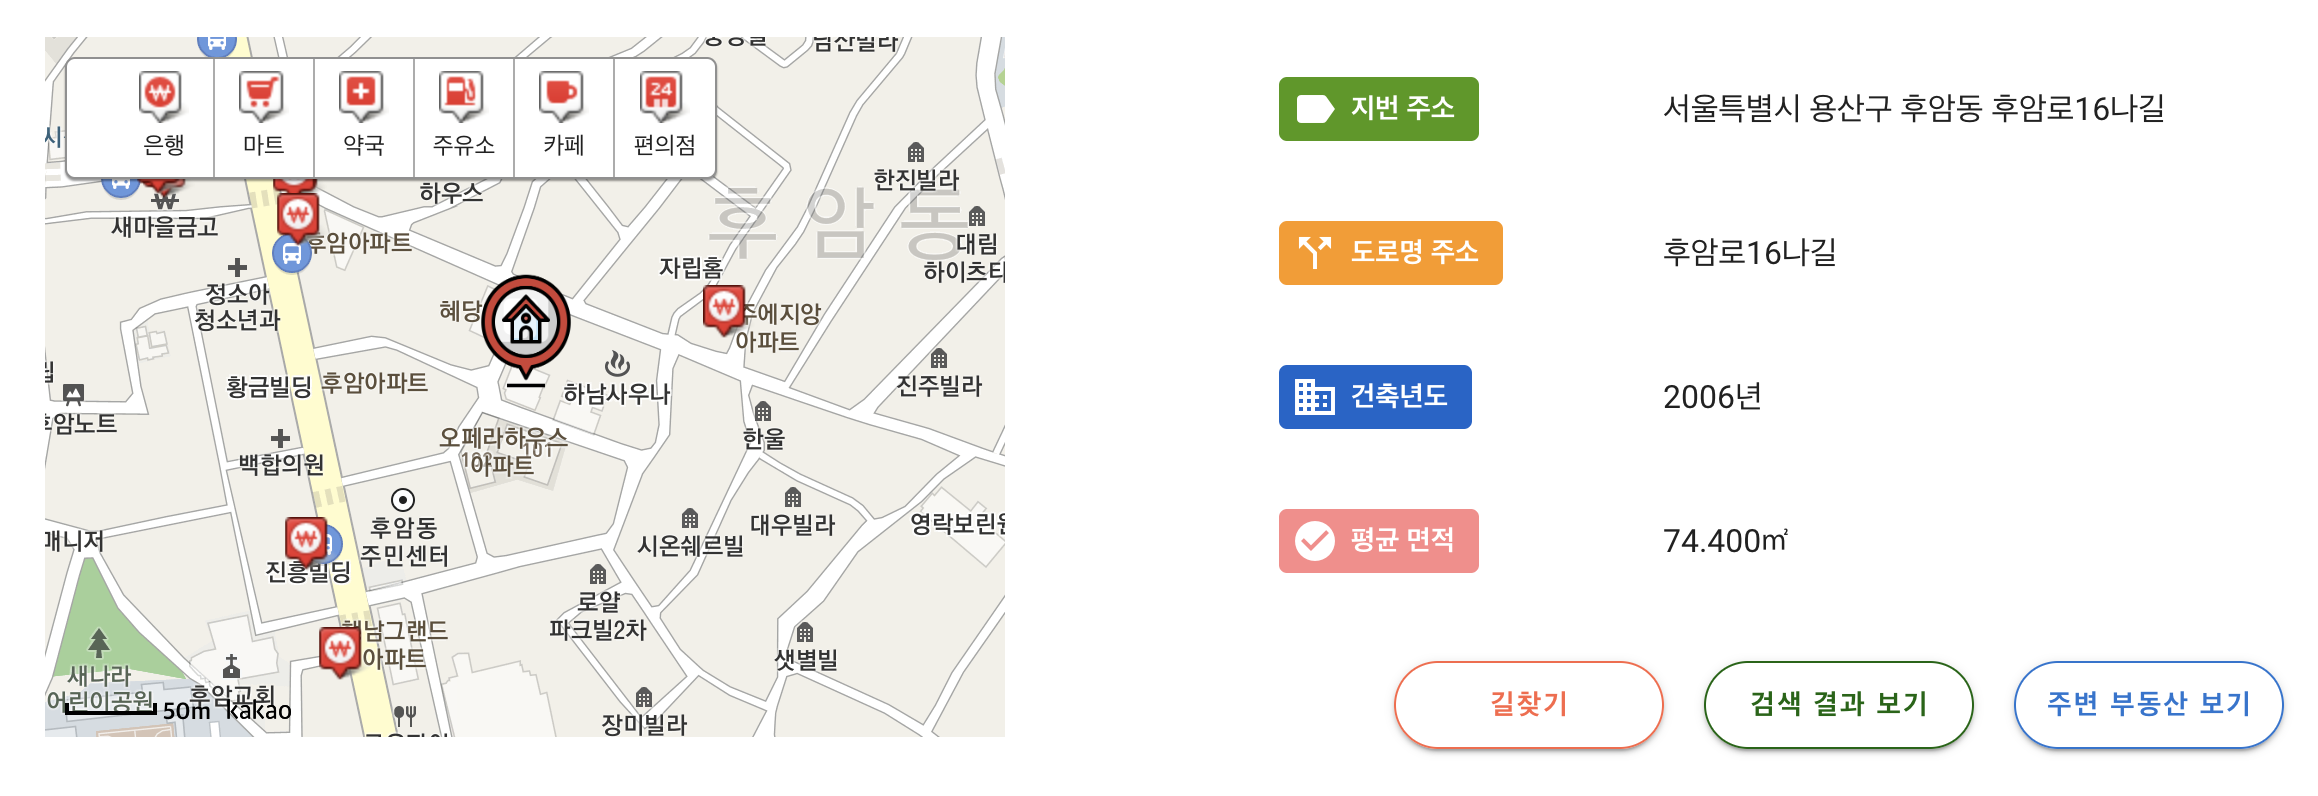 남산빌라
은행
마트
약국
주유소
카페
편의점
24
하우스
한진빌라
후암동
새마을금고
후암아파트
대림
하이츠
자립홈
정소아
청소년과
혜당
주에지앙
아파트
황금빌딩
후암아파트
하남사우나
진주빌라
후암노트
오페라하우스
아파트
101
한울
백합의원
후암동
주민센터
대우빌라
영락보린원
매니저
시온쉐르빌
진흥빌딩
로얄
파크빌2차
해남그랜드
아파트
샛별빌
새나라
어린이공원
후암교회
50m
kakao
장미빌라
지번 주소
서울특별시 용산구 후암동 후암로16나길
도로명 주소
후암로16나길
건축년도
2006년
평균 면적
74.400㎡
길찾기
검색 결과 보기
주변 부동산 보기